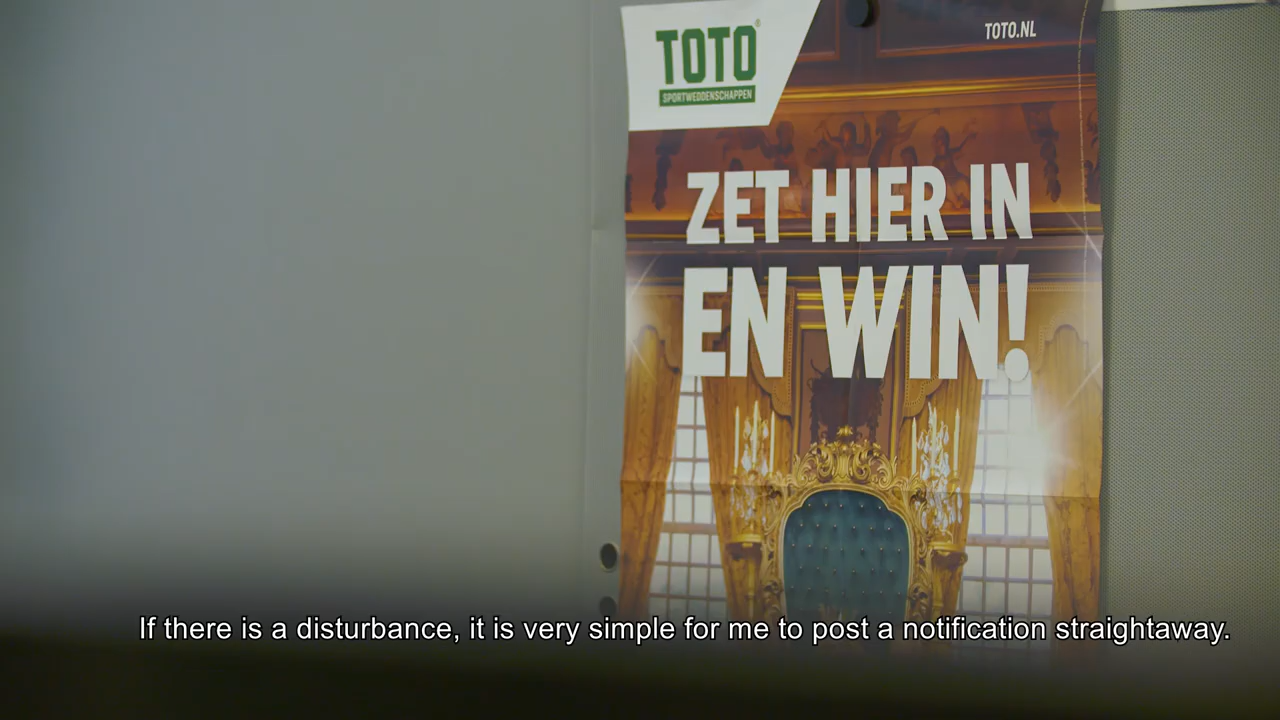 TOTO®
SPORTWEDDENSCHAPPEN
TOTO.NL
ZET HIER IN
EN WIN!
If there is a disturbance, it is very simple for me to post a notification straightaway.